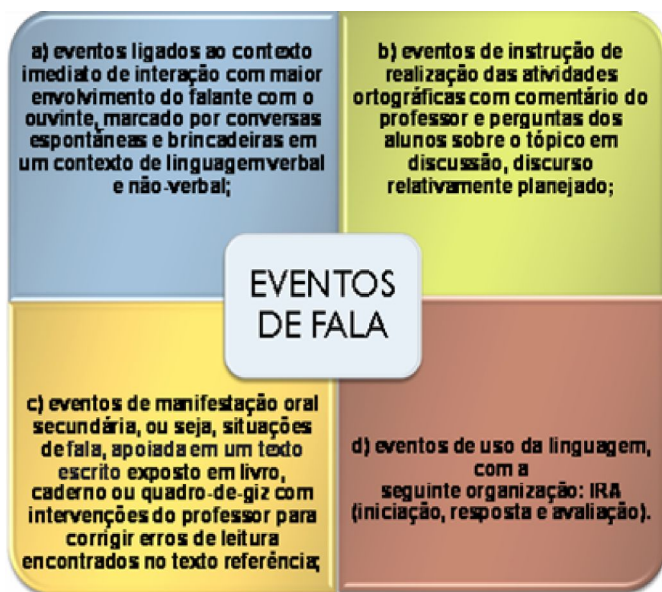 a) eventos ligados ao contexto
imediato de interação com maior
envolvimento do falante com o
ouvinte, marcado por conversas
espontâneas e brincadeiras em
um contexto de linguagem verbal
e não-verbal;
b) eventos de instrução de
realização das atividades
ortográficas com comentário do
professor e perguntas dos
alunos sobre o tópico em
discussão, discurso
relativamente planejado;
EVENTOS
DE FALA
c) eventos de manifestação oral
secundária, ou seja, situações
de fala, apoiada em um texto
escrito exposto em livro,
caderno ou quadro-de-giz com
intervenções do professor para
corrigir erros de leitura
encontrados no texto referência;
d) eventos de uso da linguagem,
com a
seguinte organização: IRA
(iniciação, resposta e avaliação).